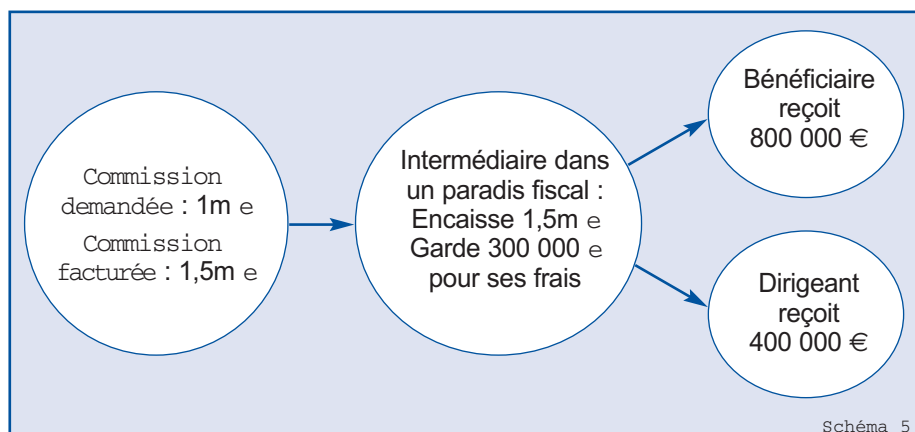 Commission
demandée : 1m e
Commission
facturée : 1,5m e
Intermédiaire dans
un paradis fiscal :
Encaisse 1,5m e
Garde 300 000 e
pour ses frais
Bénéficiaire
reçoit
800 000 €
Dirigeant
reçoit
400 000 €
Schéma 5